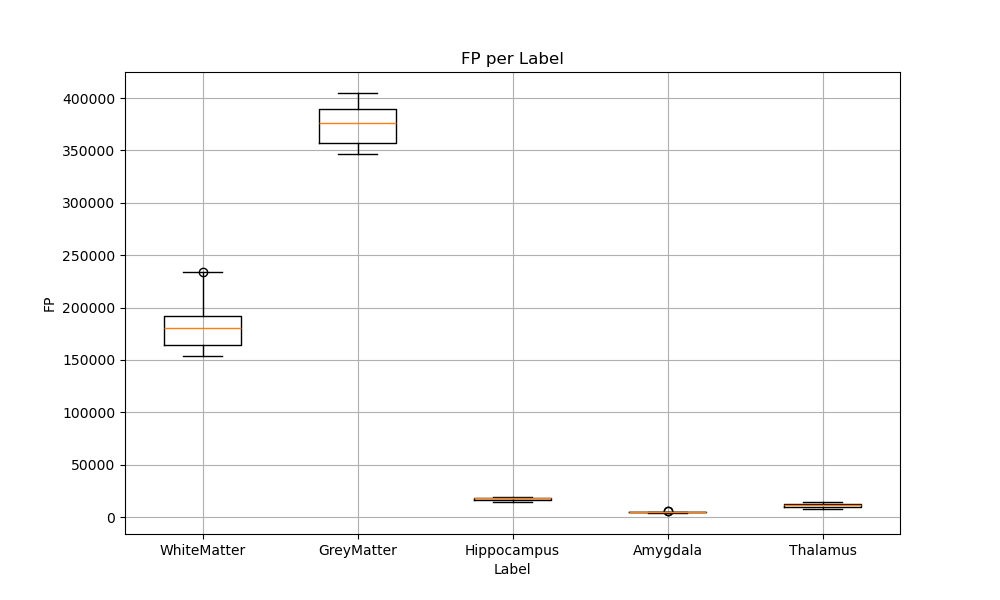 FP per Label
FP
400000
350000
300000
250000
200000
150000
100000
50000
0
WhiteMatter GreyMatter Hippocampus Amygdala Thalamus
Label